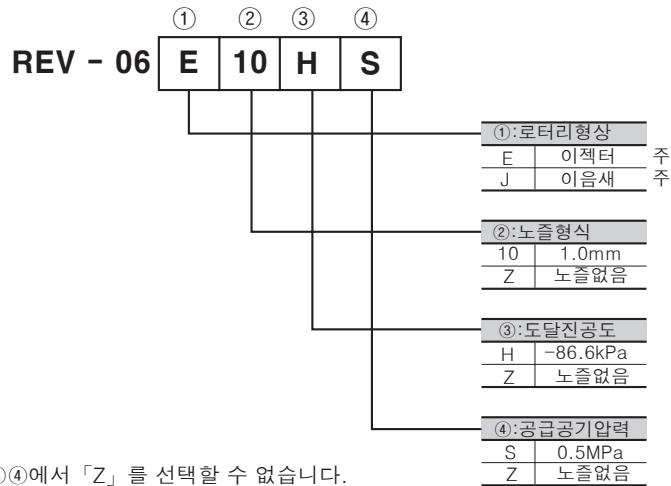 ① ② ③ ④
REV - 06 E 10 H S
①:로터리형상
E 이젝터 주
J 이음새 주
②:노즐형식
10 1.0mm
Z 노즐없음
③:도달진공도
H -86.6kPa
Z 노즐없음
④:공급공기압력
S 0.5MPa
Z 노즐없음
④에서「Z」를 선택할 수 없습니다.